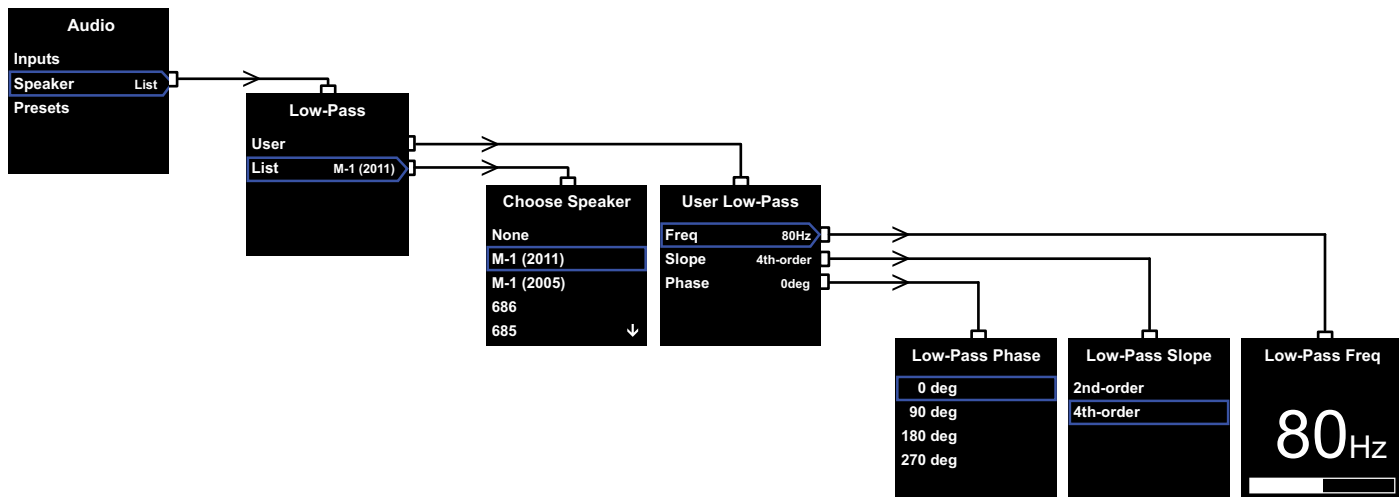 Audio
Inputs
Speaker List
Presets
Low-Pass
User
List M-1 (2011)
Choose Speaker
None
M-1 (2011)
M-1 (2005)
686
685
User Low-Pass
Freq 80Hz
Slope 4th-order
Phase 0deg
Low-Pass Phase
0 deg
90 deg
180 deg
270 deg
Low-Pass Slope
2nd-order
4th-order
Low-Pass Freq
80Hz